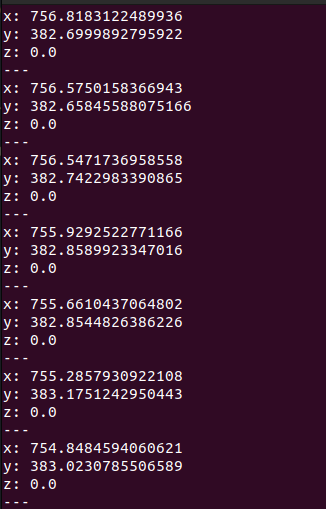 x: 756.8183122489936
y: 382.6999892795922
z: 0.0
---
x: 756.5750158366943
y: 382.65845588075166
z: 0.0
---
x: 756.5471736958558
y: 382.7422983390865
z: 0.0
---
x: 755.9292522771166
y: 382.8589923347016
z: 0.0
---
x: 755.6610437064802
y: 382.8544826386226
z: 0.0
---
x: 755.2857930922108
y: 383.1751242950443
z: 0.0
---
x: 754.8484594060621
y: 383.0230785506589
z: 0.0
---